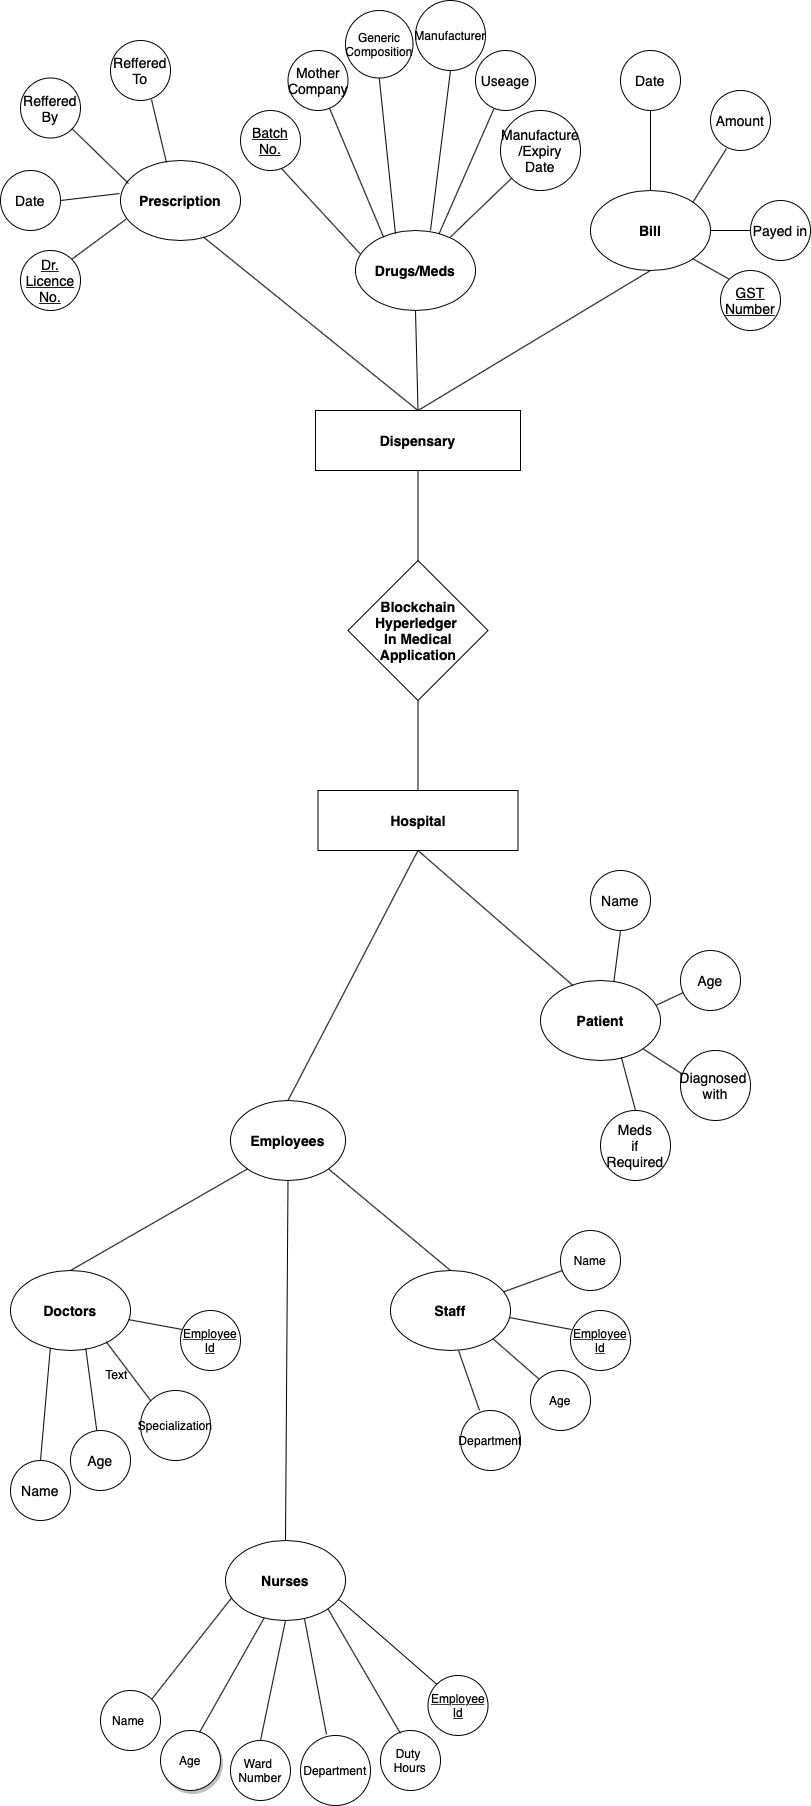 Reffered
To
Reffered
By
Date
Dr.
Licence
No.
Prescription
Batch
No.
Mother
Company
Generic
Composition
Manufacturer
Useage
Manufacture
/Expiry
Date
Drugs/Meds
Date
Amount
Payed in
GST
Number
Bill
Dispensary
Blockchain
Hyperledger
In Medical
Application
Hospital
Name
Age
Diagnosed
with
Meds
if
Required
Patient
Employees
Doctors
Employee
Id
Text
Specialization
Age
Name
Staff
Name
Employee
Id
Age
Department
Nurses
Name
Age
Ward
Number
Department
Duty
Hours
Employee
Id